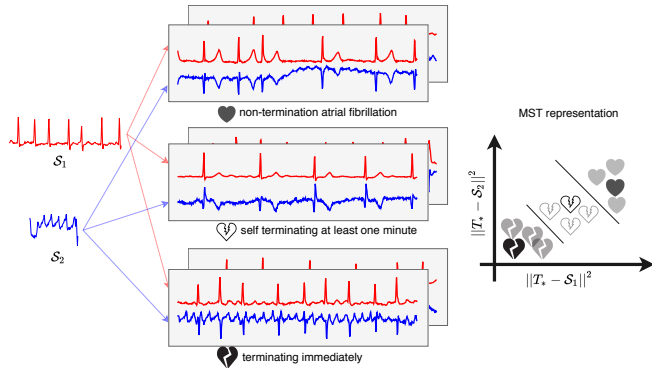 non-termination atrial fibrillation
MST representation
𝒮₁
self terminating at least one minute
𝒮₂
||T* − 𝒮₂||²
||T* − 𝒮₁||²
terminating immediately